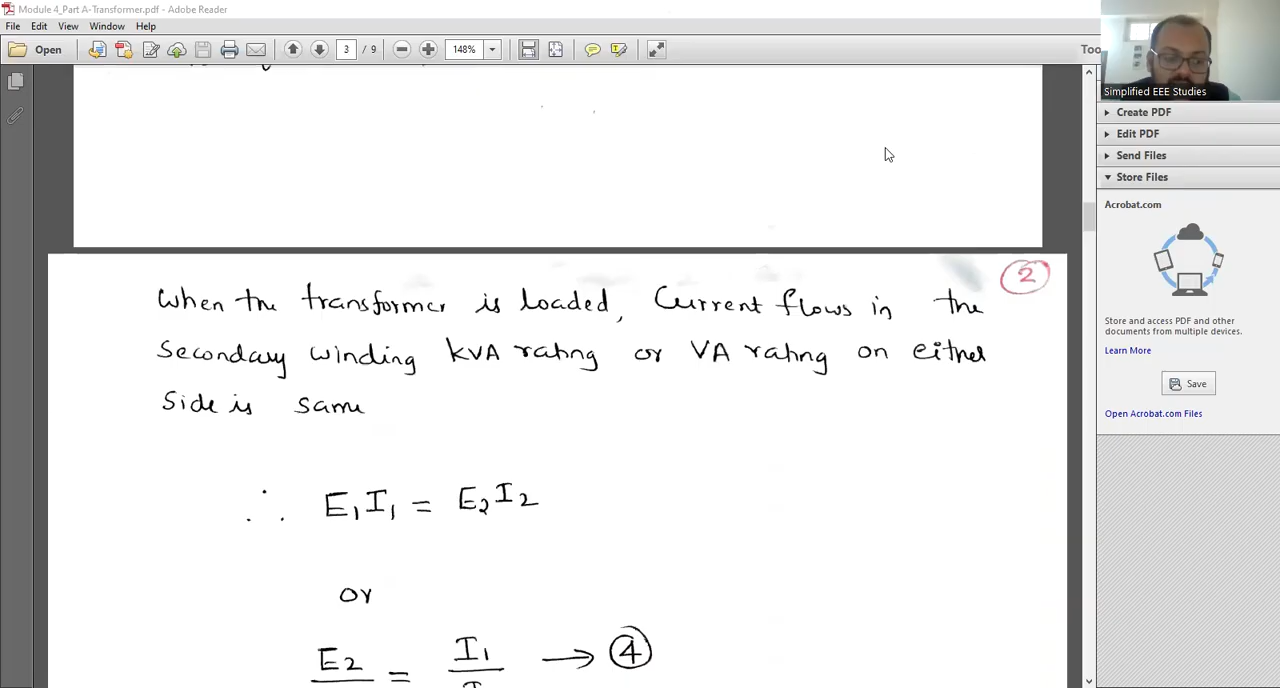 Module 4_Part A-Transformer.pdf - Adobe Reader
File Edit View Window Help
Open 3 / 9 148% Too
Simplified EEE Studies
Create PDF
Edit PDF
Send Files
Store Files
Acrobat.com
Store and access PDF and other
documents from multiple devices.
Learn More
Save
Open Acrobat.com Files
2
When the transformer is loaded, Current flows in the
Secondary winding kVA rating or VA rating on either
Side is same
∴ E₁I₁ = E₂I₂
or
E2 = I1 → 4